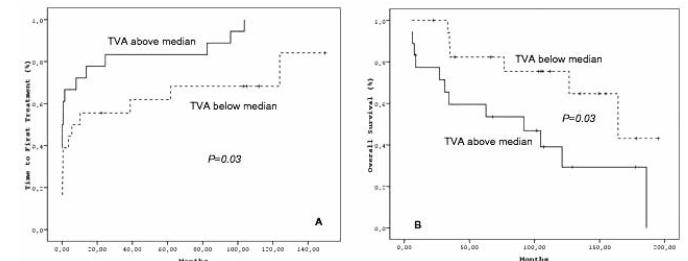 Time to First Treatment (%)
1,0
0,8
0,6
0,4
0,2
0,0
TVA above median
TVA below median
P=0.03
A
0,00
20,00
40,00
60,00
80,00
100,00
120,00
140,00
Months
Overall Survival (%)
1,0
0,8
0,6
0,4
0,2
0,0
TVA below median
P=0.03
TVA above median
B
0,00
50,00
100,00
150,00
200,00
Months